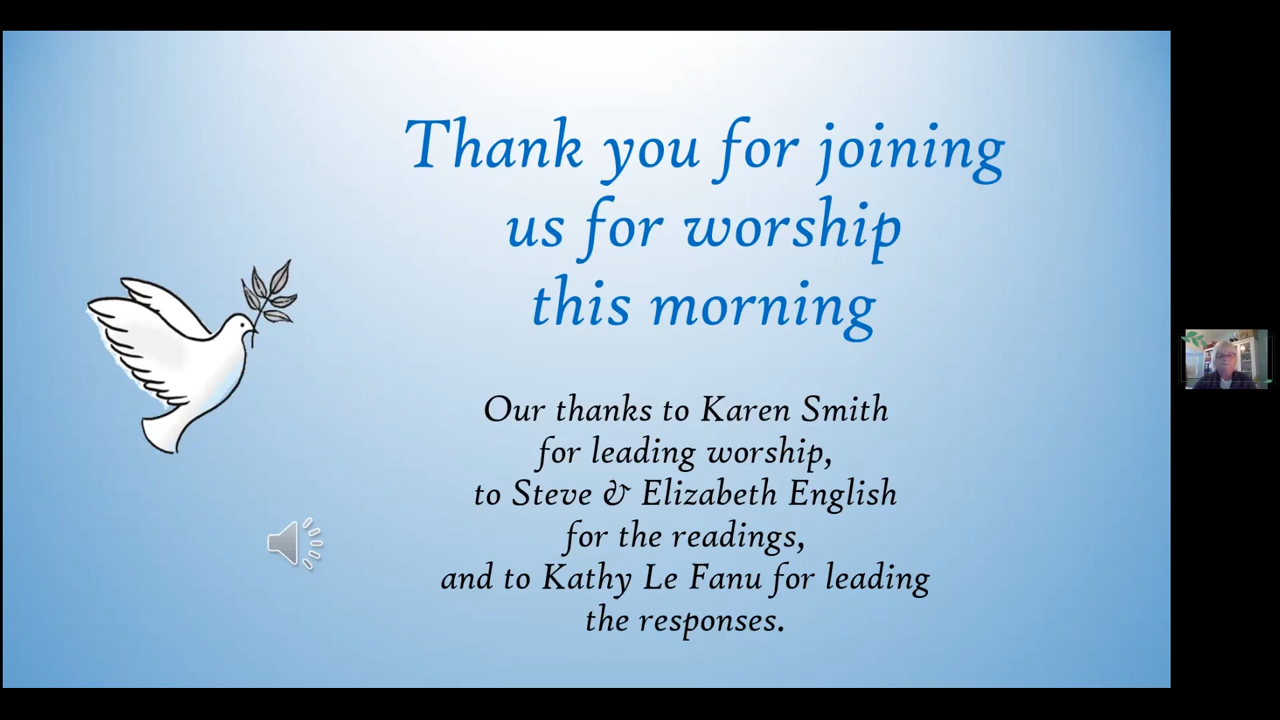 Thank you for joining
us for worship
this morning
Our thanks to Karen Smith
for leading worship,
to Steve & Elizabeth English
for the readings,
and to Kathy Le Fanu for leading
the responses.